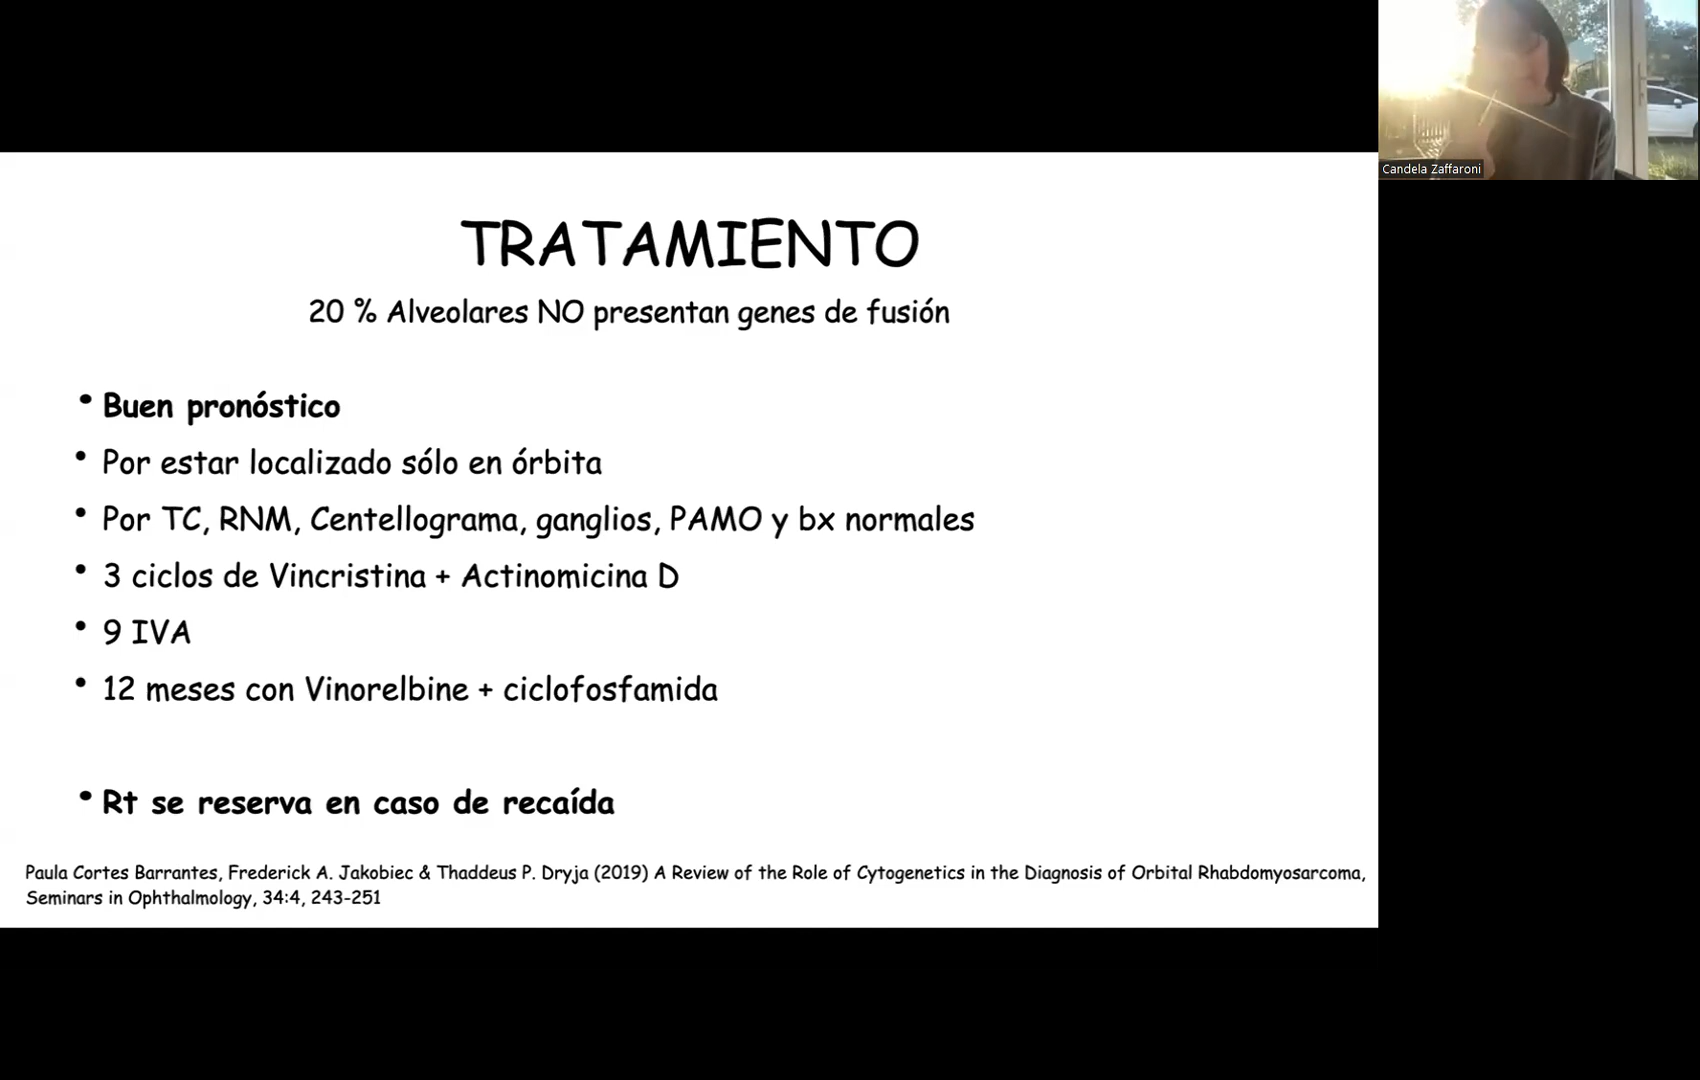 Candela Zaffaroni
TRATAMIENTO
20 % Alveolares NO presentan genes de fusión
• Buen pronóstico
• Por estar localizado sólo en órbita
• Por TC, RNM, Centellograma, ganglios, PAMO y bx normales
• 3 ciclos de Vincristina + Actinomicina D
• 9 IVA
• 12 meses con Vinorelbine + ciclofosfamida
• Rt se reserva en caso de recaída
Paula Cortes Barrantes, Frederick A. Jakobiec & Thaddeus P. Dryja (2019) A Review of the Role of Cytogenetics in the Diagnosis of Orbital Rhabdomyosarcoma,
Seminars in Ophthalmology, 34:4, 243-251